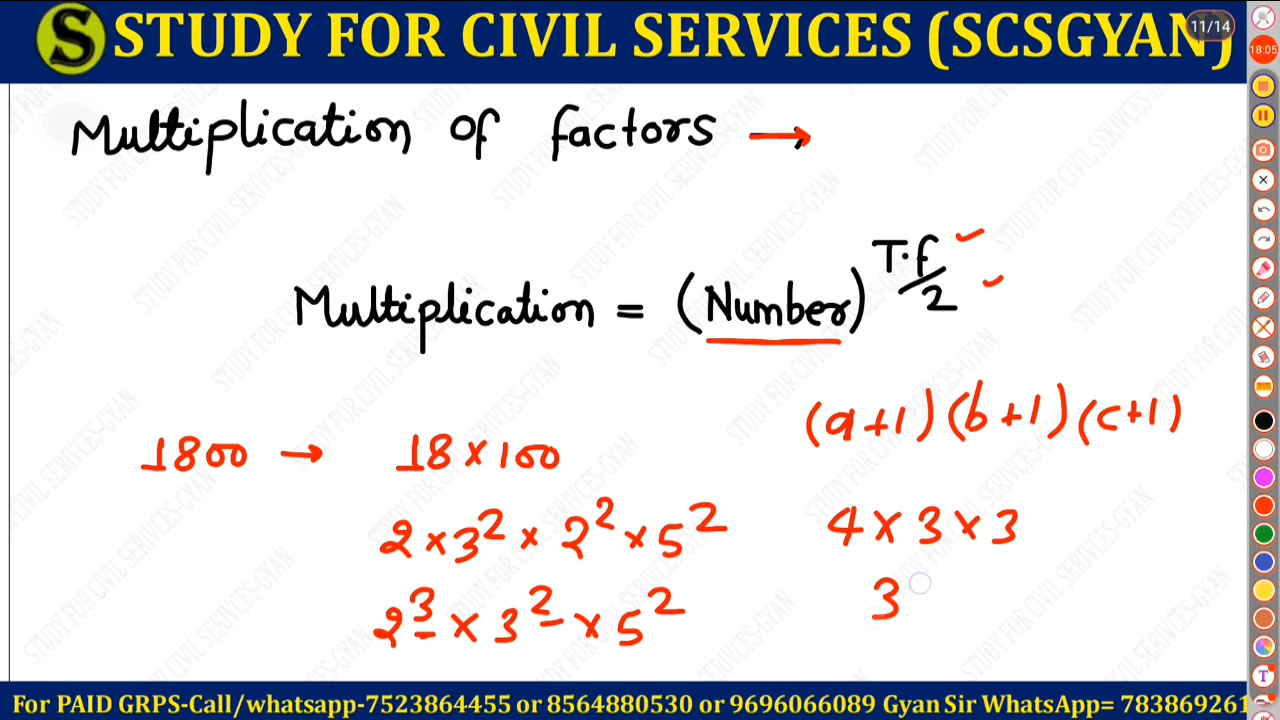 STUDY FOR CIVIL SERVICES (SCSGYAN)
11/14
18:05
Multiplication of factors →
Multiplication = (Number)^T.f/2
(a+1)(b+1)(c+1)
1800 → 18 × 100
2 × 3² × 2² × 5²
4 × 3 × 3
2³ × 3² × 5²
3
For PAID GRPS-Call/whatsapp-7523864455 or 8564880530 or 9696066089 Gyan Sir WhatsApp= 783869261